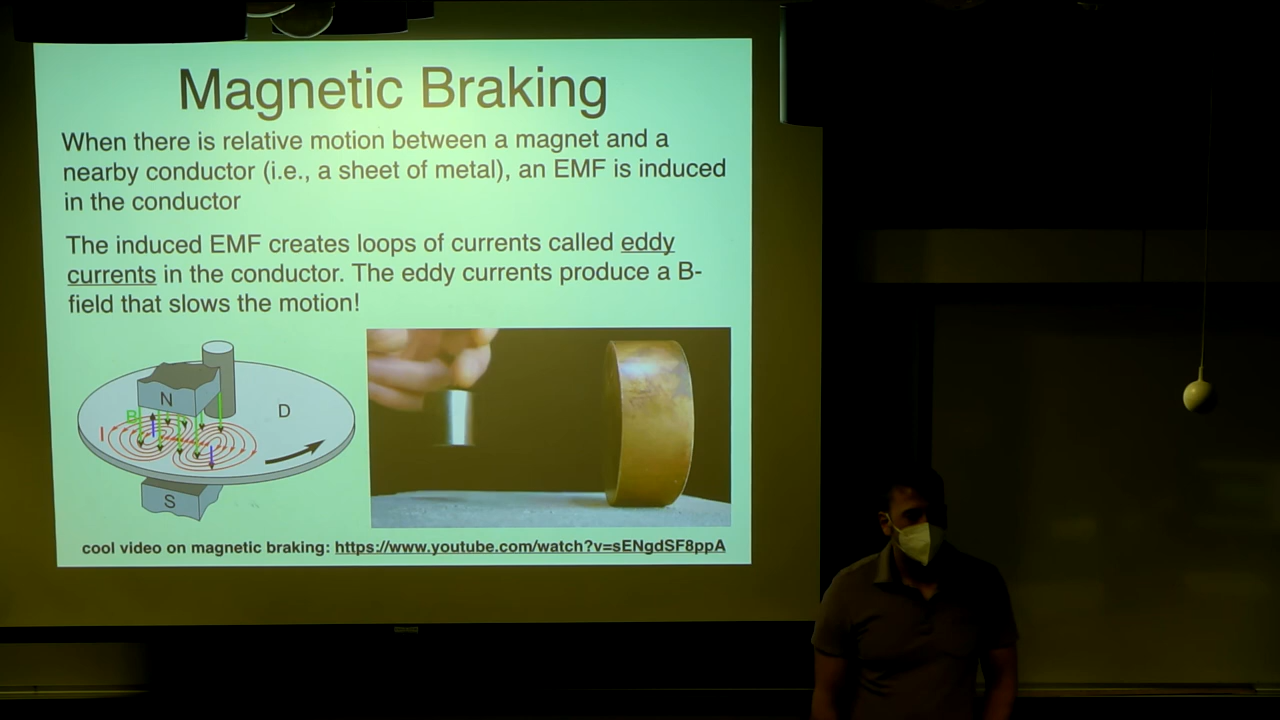 Magnetic Braking
When there is relative motion between a magnet and a
nearby conductor (i.e., a sheet of metal), an EMF is induced
in the conductor
The induced EMF creates loops of currents called eddy
currents in the conductor. The eddy currents produce a B-
field that slows the motion!
N
D
B
I
S
cool video on magnetic braking: https://www.youtube.com/watch?v=sENgdSF8ppA